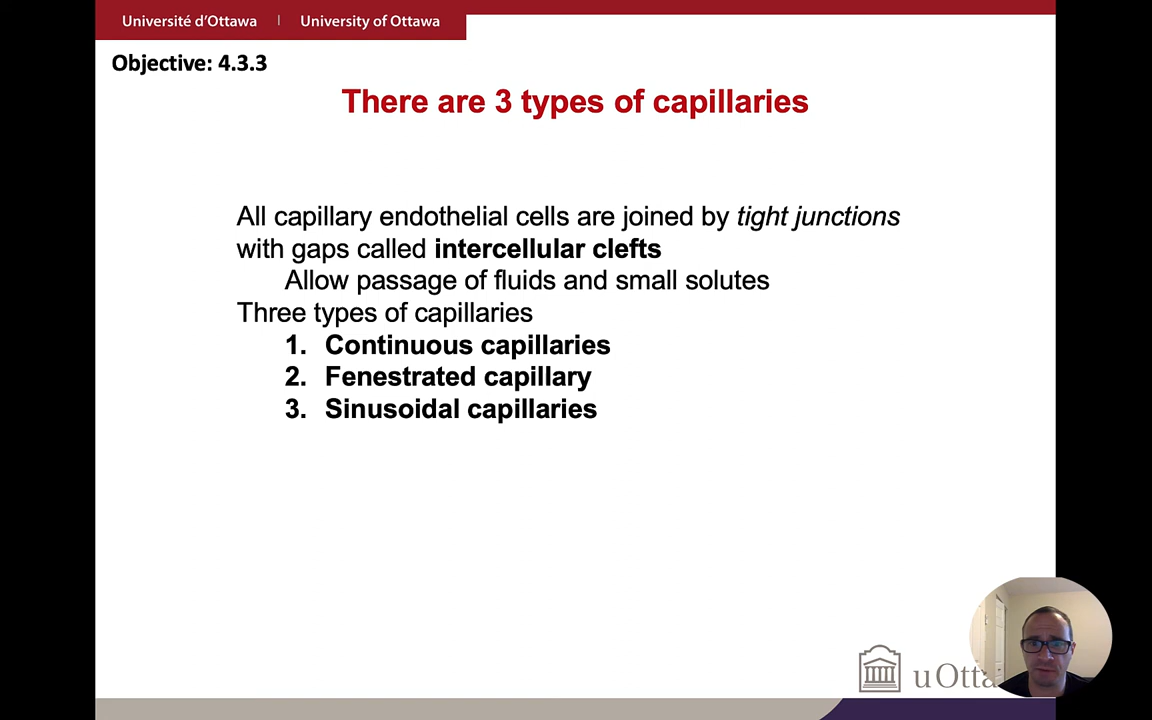 Université d'Ottawa | University of Ottawa
Objective: 4.3.3
There are 3 types of capillaries
All capillary endothelial cells are joined by tight junctions
with gaps called intercellular clefts
Allow passage of fluids and small solutes
Three types of capillaries
1. Continuous capillaries
2. Fenestrated capillary
3. Sinusoidal capillaries